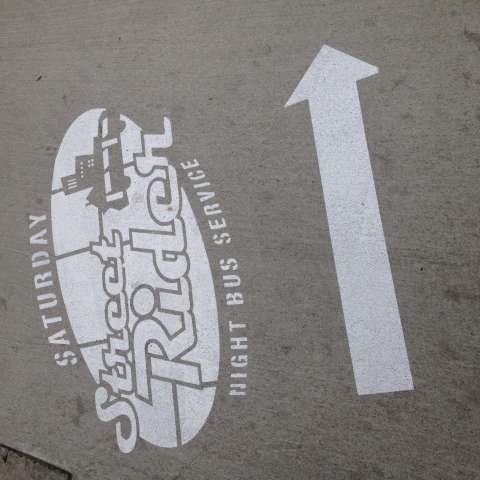 SATURDAY
Street
Rider
NIGHT BUS SERVICE